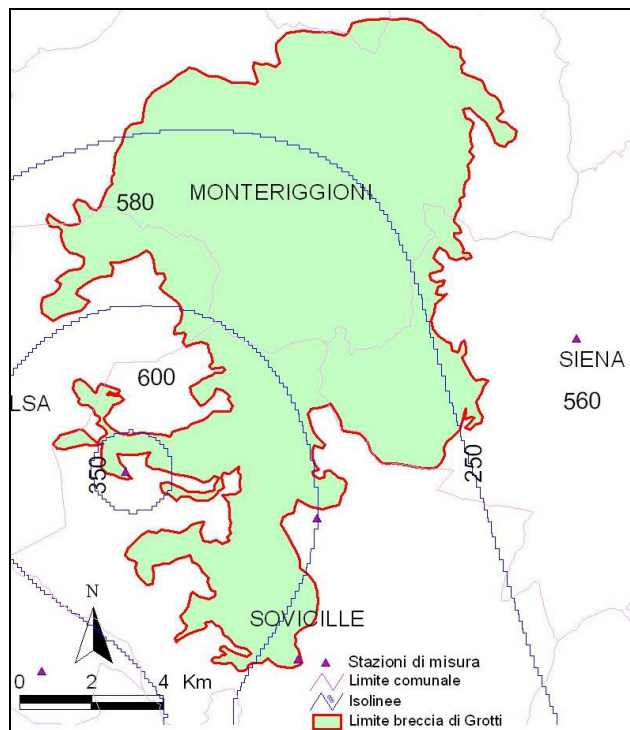 MONTERIGGIONI
580
SIENA
600
560
LSA
350
250
SOVICILLE
N
0 2 4 Km
Stazioni di misura
Limite comunale
Isolinee
Limite breccia di Grotti